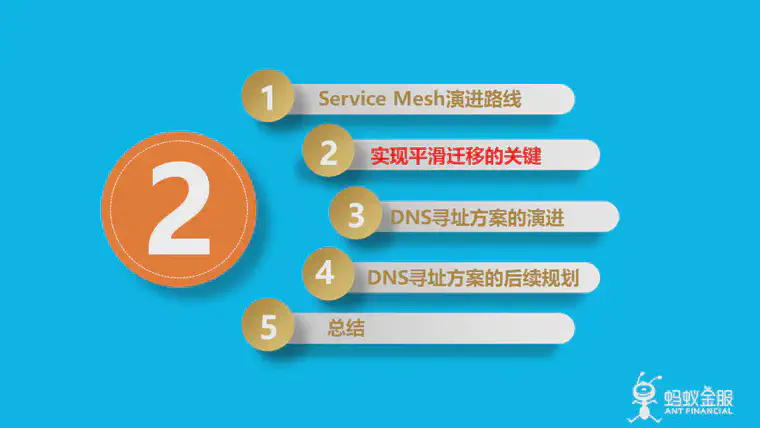 2
1 Service Mesh演进路线
2 实现平滑迁移的关键
3 DNS寻址方案的演进
4 DNS寻址方案的后续规划
5 总结
蚂蚁金服
ANT FINANCIAL